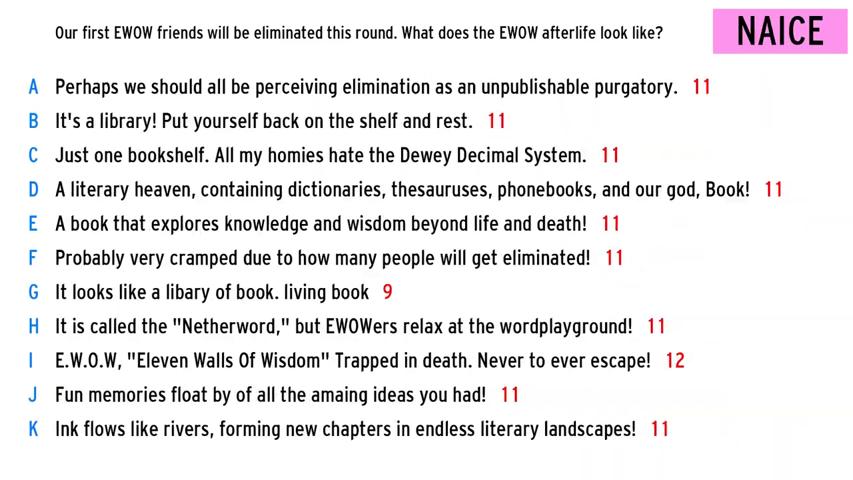 Our first EWOW friends will be eliminated this round. What does the EWOW afterlife look like?
NAICE
A Perhaps we should all be perceiving elimination as an unpublishable purgatory. 11
B It's a library! Put yourself back on the shelf and rest. 11
C Just one bookshelf. All my homies hate the Dewey Decimal System. 11
D A literary heaven, containing dictionaries, thesauruses, phonebooks, and our god, Book! 11
E A book that explores knowledge and wisdom beyond life and death! 11
F Probably very cramped due to how many people will get eliminated! 11
G It looks like a libary of book. living book 9
H It is called the "Netherword," but EWOWers relax at the wordplayground! 11
I E.W.O.W, "Eleven Walls Of Wisdom" Trapped in death. Never to ever escape! 12
J Fun memories float by of all the amaing ideas you had! 11
K Ink flows like rivers, forming new chapters in endless literary landscapes! 11